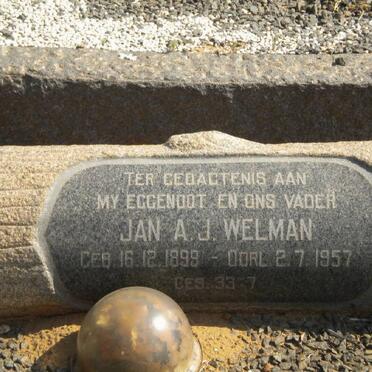 TER GEDAGTENIS AAN
MY EGGENOOT EN ONS VADER
JAN A. J. WELMAN
GEB 16.12.1899 - OORL 2.7.1957
GES. 33-7